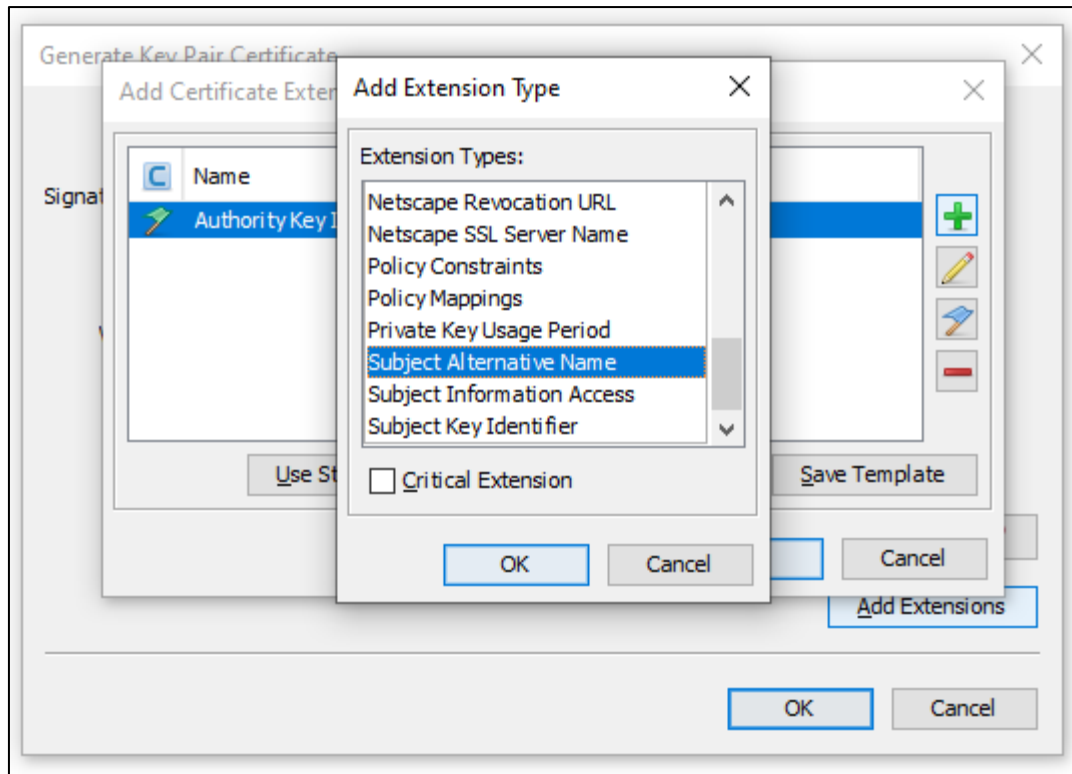 Generate Key Pair Certificate
Add Certificate Exter
Add Extension Type
Extension Types:
Name
Signat
Authority Key I
Netscape Revocation URL
Netscape SSL Server Name
Policy Constraints
Policy Mappings
Private Key Usage Period
Subject Alternative Name
Subject Information Access
Subject Key Identifier
Critical Extension
Use St
Save Template
OK
Cancel
Cancel
Add Extensions
OK
Cancel